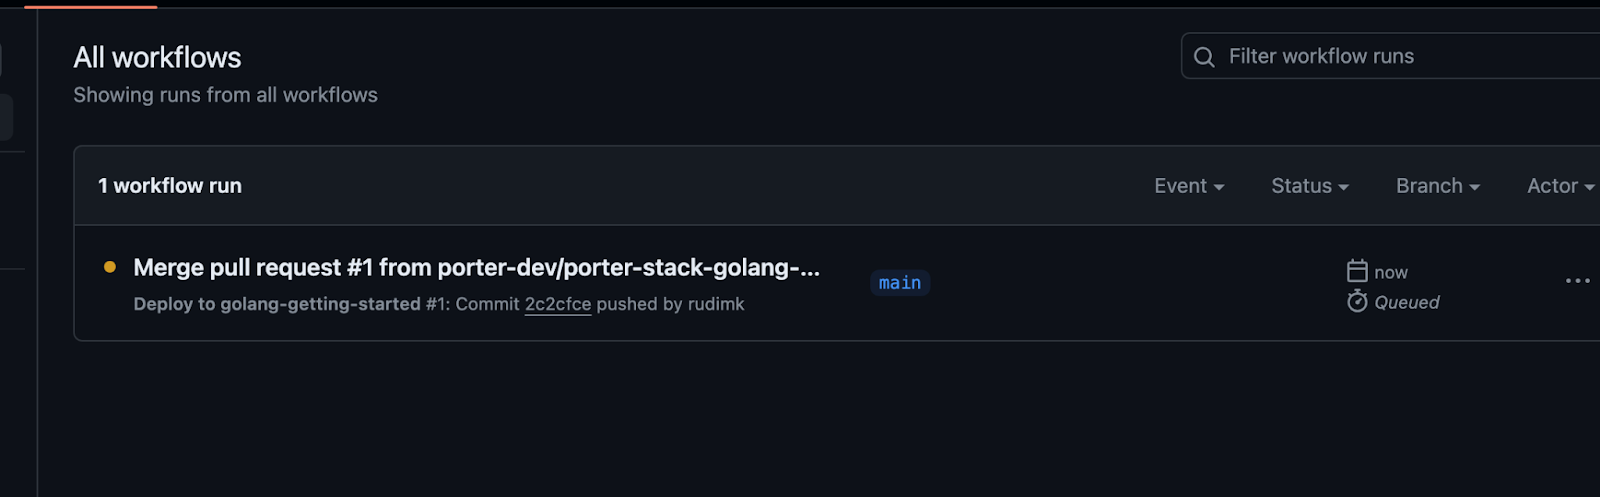 All workflows
Filter workflow runs
Showing runs from all workflows
1 workflow run
Event
Status
Branch
Actor
Merge pull request #1 from porter-dev/porter-stack-golang-...
Deploy to golang-getting-started #1: Commit 2c2cfce pushed by rudimk
main
now
Queued